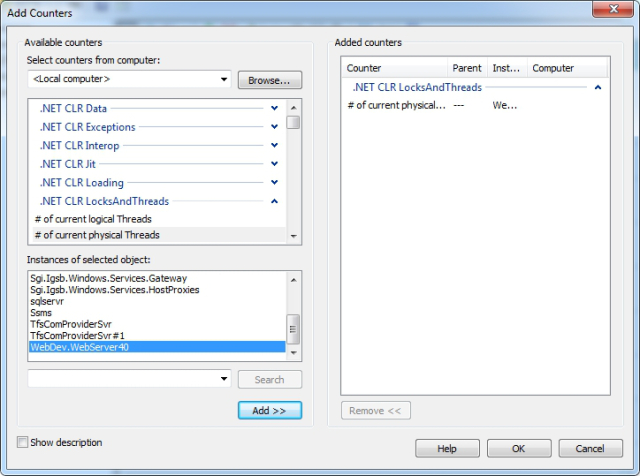 Add Counters
Available counters
Select counters from computer:
<Local computer>
Browse...
.NET CLR Data
.NET CLR Exceptions
.NET CLR Interop
.NET CLR Jit
.NET CLR Loading
.NET CLR LocksAndThreads
# of current logical Threads
# of current physical Threads
Instances of selected object:
Sgi.Igsb.Windows.Services.Gateway
Sgi.Igsb.Windows.Services.HostProxies
sqlservr
Ssms
TfsComProviderSvr
TfsComProviderSvr#1
WebDev.WebServer40
Search
Add >>
Show description
Added counters
Counter Parent Inst... Computer
.NET CLR LocksAndThreads
# of current physical... --- We...
Remove <<
Help OK Cancel